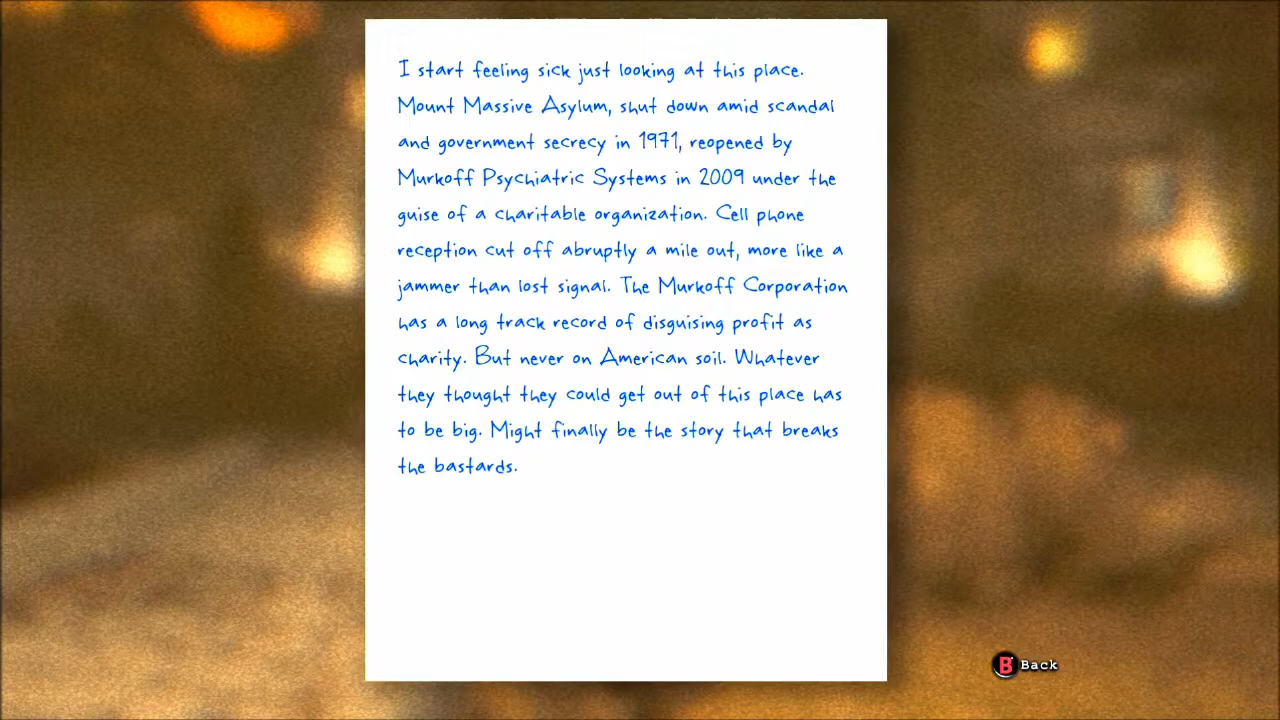 I start feeling sick just looking at this place.
Mount Massive Asylum, shut down amid scandal
and government secrecy in 1971, reopened by
Murkoff Psychiatric Systems in 2009 under the
guise of a charitable organization. Cell phone
reception cut off abruptly a mile out, more like a
jammer than lost signal. The Murkoff Corporation
has a long track record of disguising profit as
charity. But never on American soil. Whatever
they thought they could get out of this place has
to be big. Might finally be the story that breaks
the bastards.
B Back